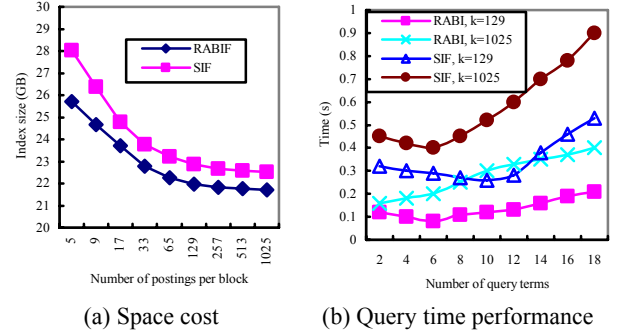 30
29
28
27
26
25
24
23
22
21
20
Index size (GB)
RABIF
SIF
5
9
17
33
65
129
257
513
1025
Number of postings per block
(a) Space cost
1
0.9
0.8
0.7
0.6
0.5
0.4
0.3
0.2
0.1
0
Time (s)
RABI, k=129
RABI, k=1025
SIF, k=129
SIF, k=1025
2 4 6 8 10 12 14 16 18
Number of query terms
(b) Query time performance